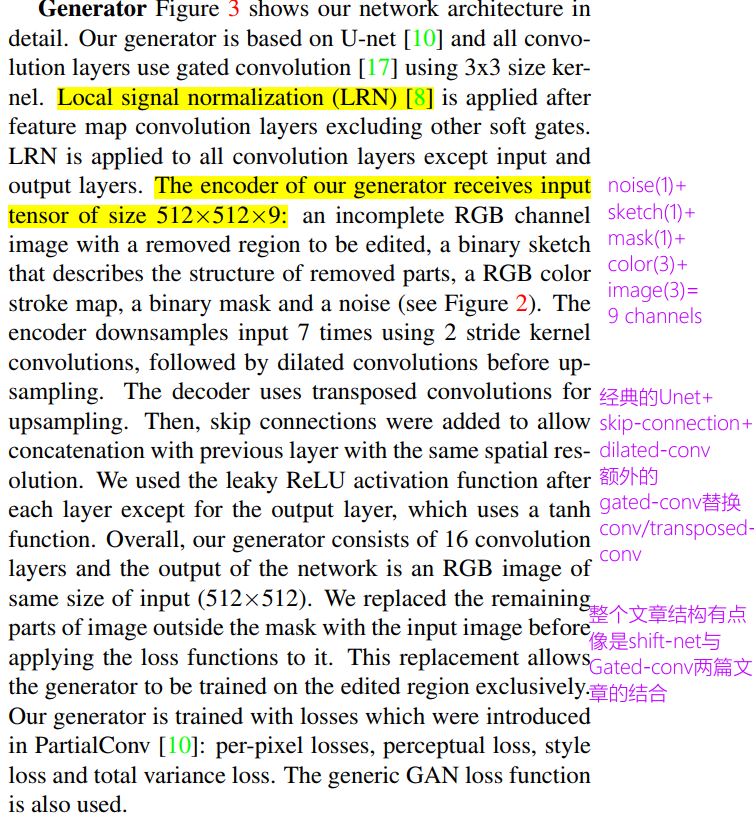 Generator Figure 3 shows our network architecture in
detail. Our generator is based on U-net [10] and all convo-
lution layers use gated convolution [17] using 3x3 size ker-
nel. Local signal normalization (LRN) [8] is applied after
feature map convolution layers excluding other soft gates.
LRN is applied to all convolution layers except input and
output layers. The encoder of our generator receives input
tensor of size 512×512×9: an incomplete RGB channel
image with a removed region to be edited, a binary sketch
that describes the structure of removed parts, a RGB color
stroke map, a binary mask and a noise (see Figure 2). The
encoder downsamples input 7 times using 2 stride kernel
convolutions, followed by dilated convolutions before up-
sampling. The decoder uses transposed convolutions for
upsampling. Then, skip connections were added to allow
concatenation with previous layer with the same spatial res-
olution. We used the leaky ReLU activation function after
each layer except for the output layer, which uses a tanh
function. Overall, our generator consists of 16 convolution
layers and the output of the network is an RGB image of
same size of input (512×512). We replaced the remaining
parts of image outside the mask with the input image before
applying the loss functions to it. This replacement allows
the generator to be trained on the edited region exclusively.
Our generator is trained with losses which were introduced
in PartialConv [10]: per-pixel losses, perceptual loss, style
loss and total variance loss. The generic GAN loss function
is also used.
noise(1)+
sketch(1)+
mask(1)+
color(3)+
image(3)=
9 channels
经典的Unet+
skip-connection+
dilated-conv
额外的
gated-conv替换
conv/transposed-
conv
整个文章结构有点
像是shift-net与
Gated-conv两篇文
章的结合